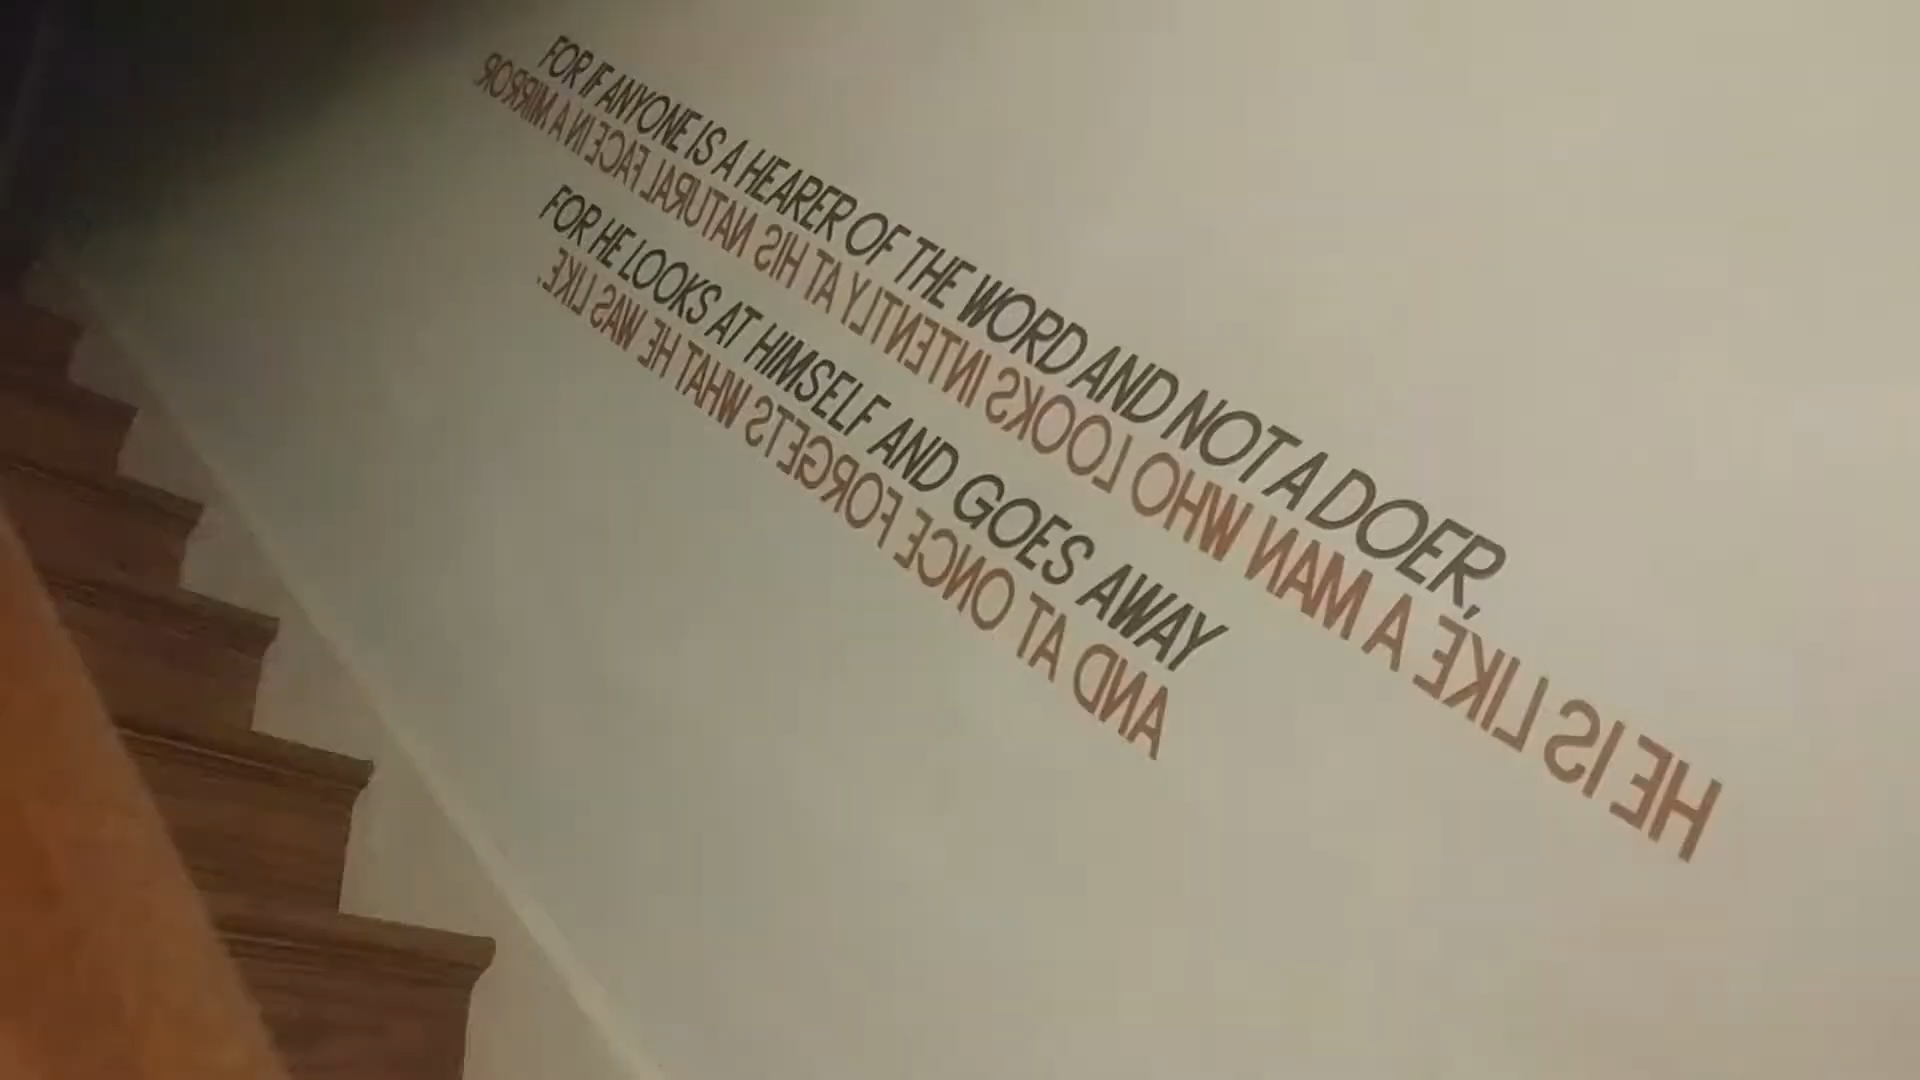 FOR IF ANYONE IS A HEARER OF THE WORD AND NOT A DOER,
HE IS LIKE A MAN WHO LOOKS INTENTLY AT HIS NATURAL FACE IN A MIRROR
FOR HE LOOKS AT HIMSELF AND GOES AWAY
AND AT ONCE FORGETS WHAT HE WAS LIKE.